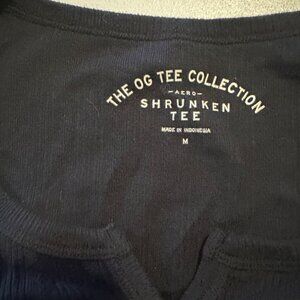 THE OG TEE COLLECTION
-AERO-
SHRUNKEN
TEE
MADE IN INDONESIA
M